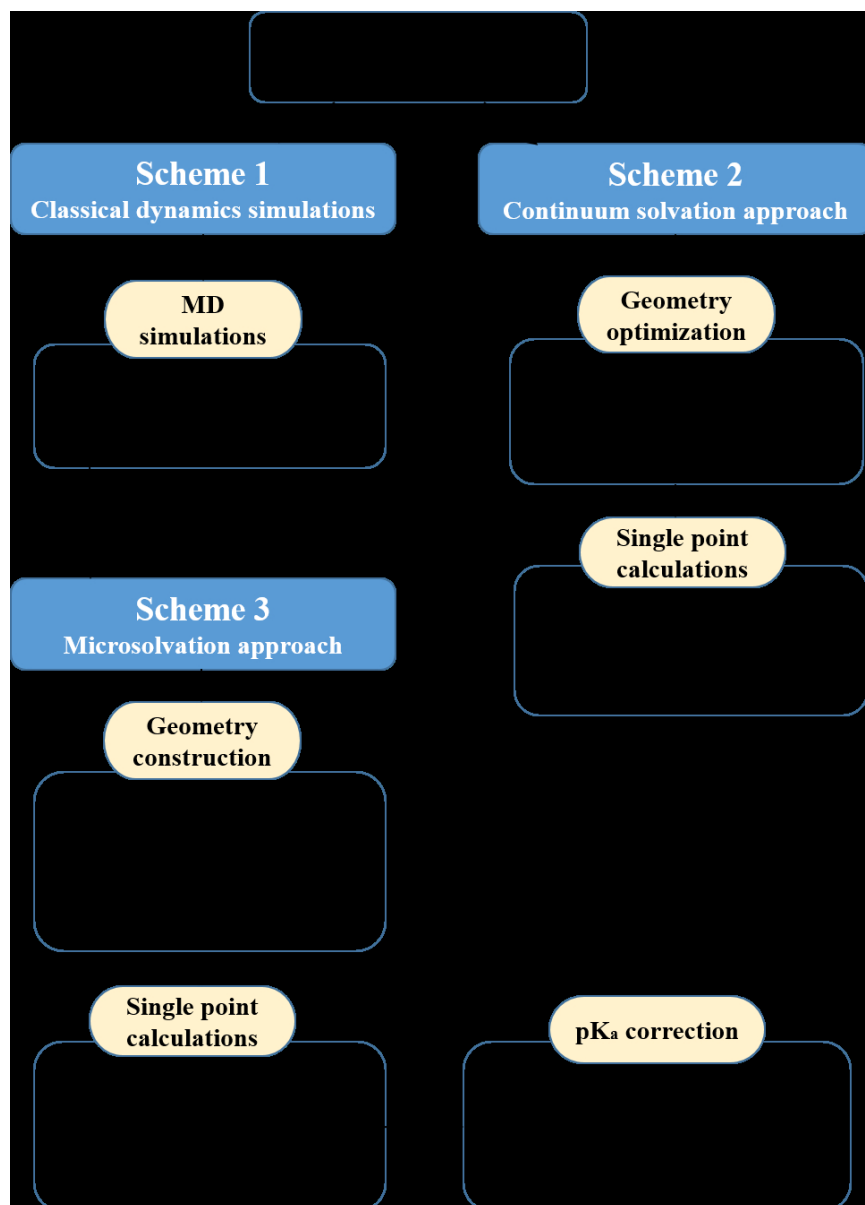 Scheme 1
Classical dynamics simulations
Scheme 2
Continuum solvation approach
MD
simulations
Geometry
optimization
Single point
calculations
Scheme 3
Microsolvation approach
Geometry
construction
Single point
calculations
pKₐ correction